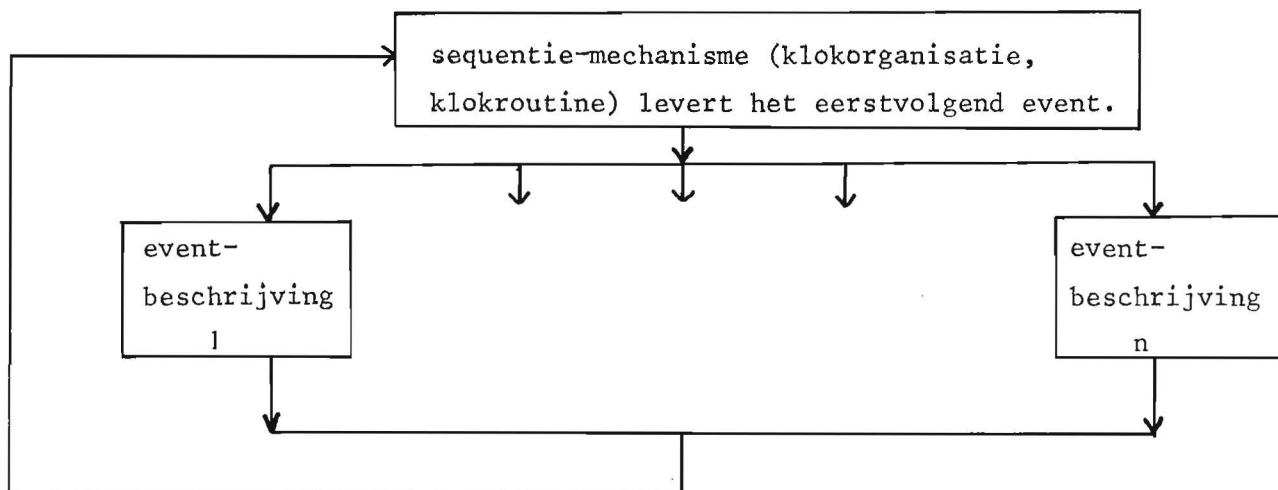 sequentie-mechanisme (klokorganisatie,
klokroutine) levert het eerstvolgend event.
event-
beschrijving
1
event-
beschrijving
n